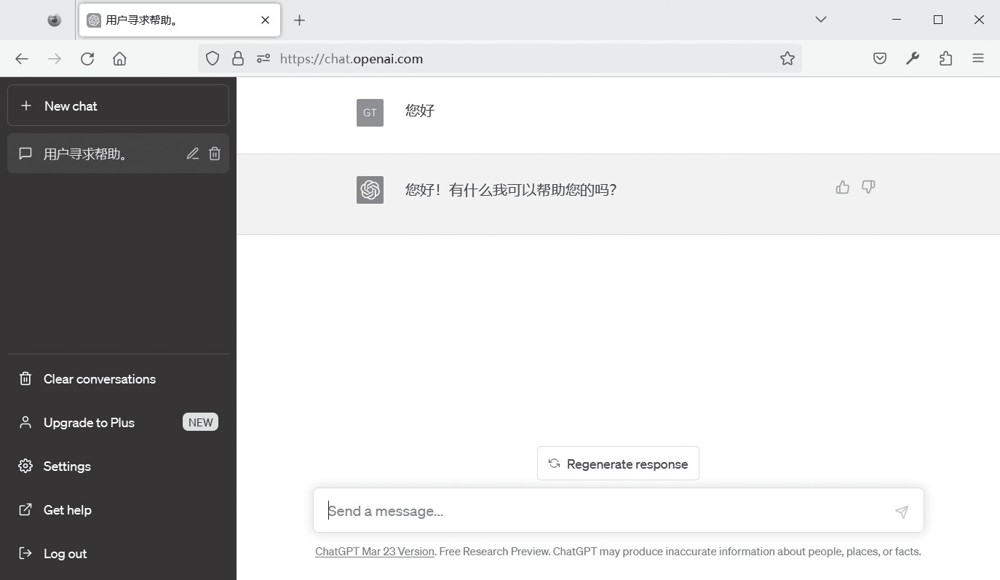 用户寻求帮助。
https://chat.openai.com
New chat
用户寻求帮助。
GT
您好
您好！有什么我可以帮助您的吗？
Clear conversations
Upgrade to Plus NEW
Settings
Get help
Log out
Regenerate response
Send a message...
ChatGPT Mar 23 Version. Free Research Preview. ChatGPT may produce inaccurate information about people, places, or facts.